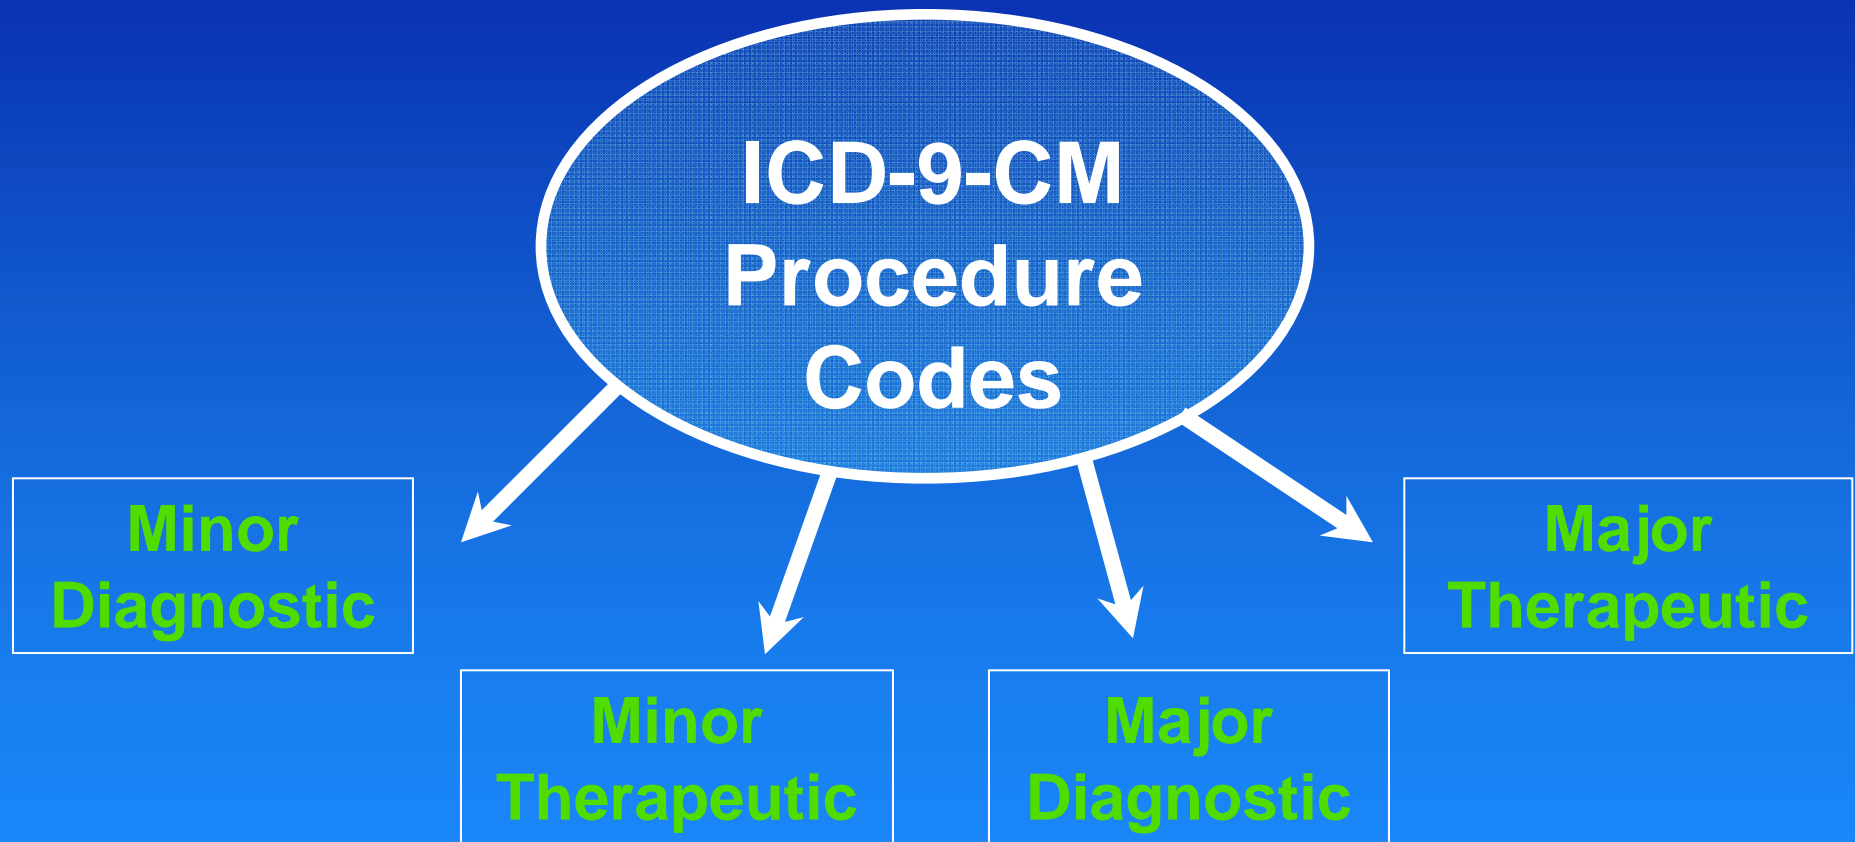 ICD-9-CM
Procedure
Codes
Minor
Diagnostic
Minor
Therapeutic
Major
Diagnostic
Major
Therapeutic